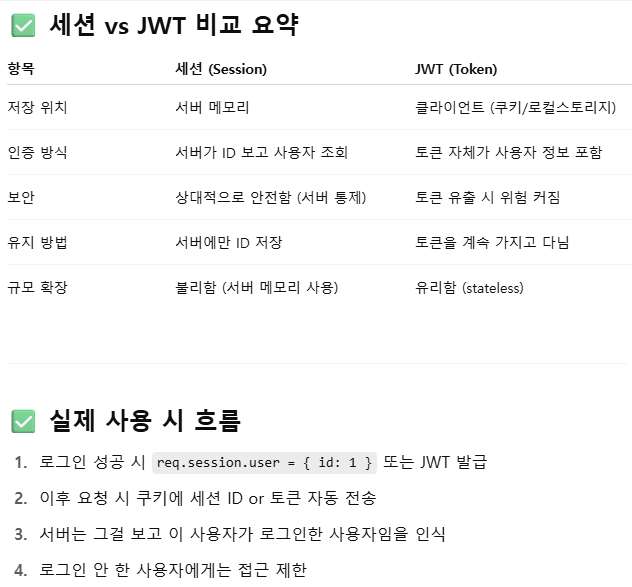 ✅ 세션 vs JWT 비교 요약
항목 세션 (Session) JWT (Token)
저장 위치 서버 메모리 클라이언트 (쿠키/로컬스토리지)
인증 방식 서버가 ID 보고 사용자 조회 토큰 자체가 사용자 정보 포함
보안 상대적으로 안전함 (서버 통제) 토큰 유출 시 위험 커짐
유지 방법 서버에만 ID 저장 토큰을 계속 가지고 다님
규모 확장 불리함 (서버 메모리 사용) 유리함 (stateless)
✅ 실제 사용 시 흐름
1. 로그인 성공 시 req.session.user = { id: 1 } 또는 JWT 발급
2. 이후 요청 시 쿠키에 세션 ID or 토큰 자동 전송
3. 서버는 그걸 보고 이 사용자가 로그인한 사용자임을 인식
4. 로그인 안 한 사용자에게는 접근 제한